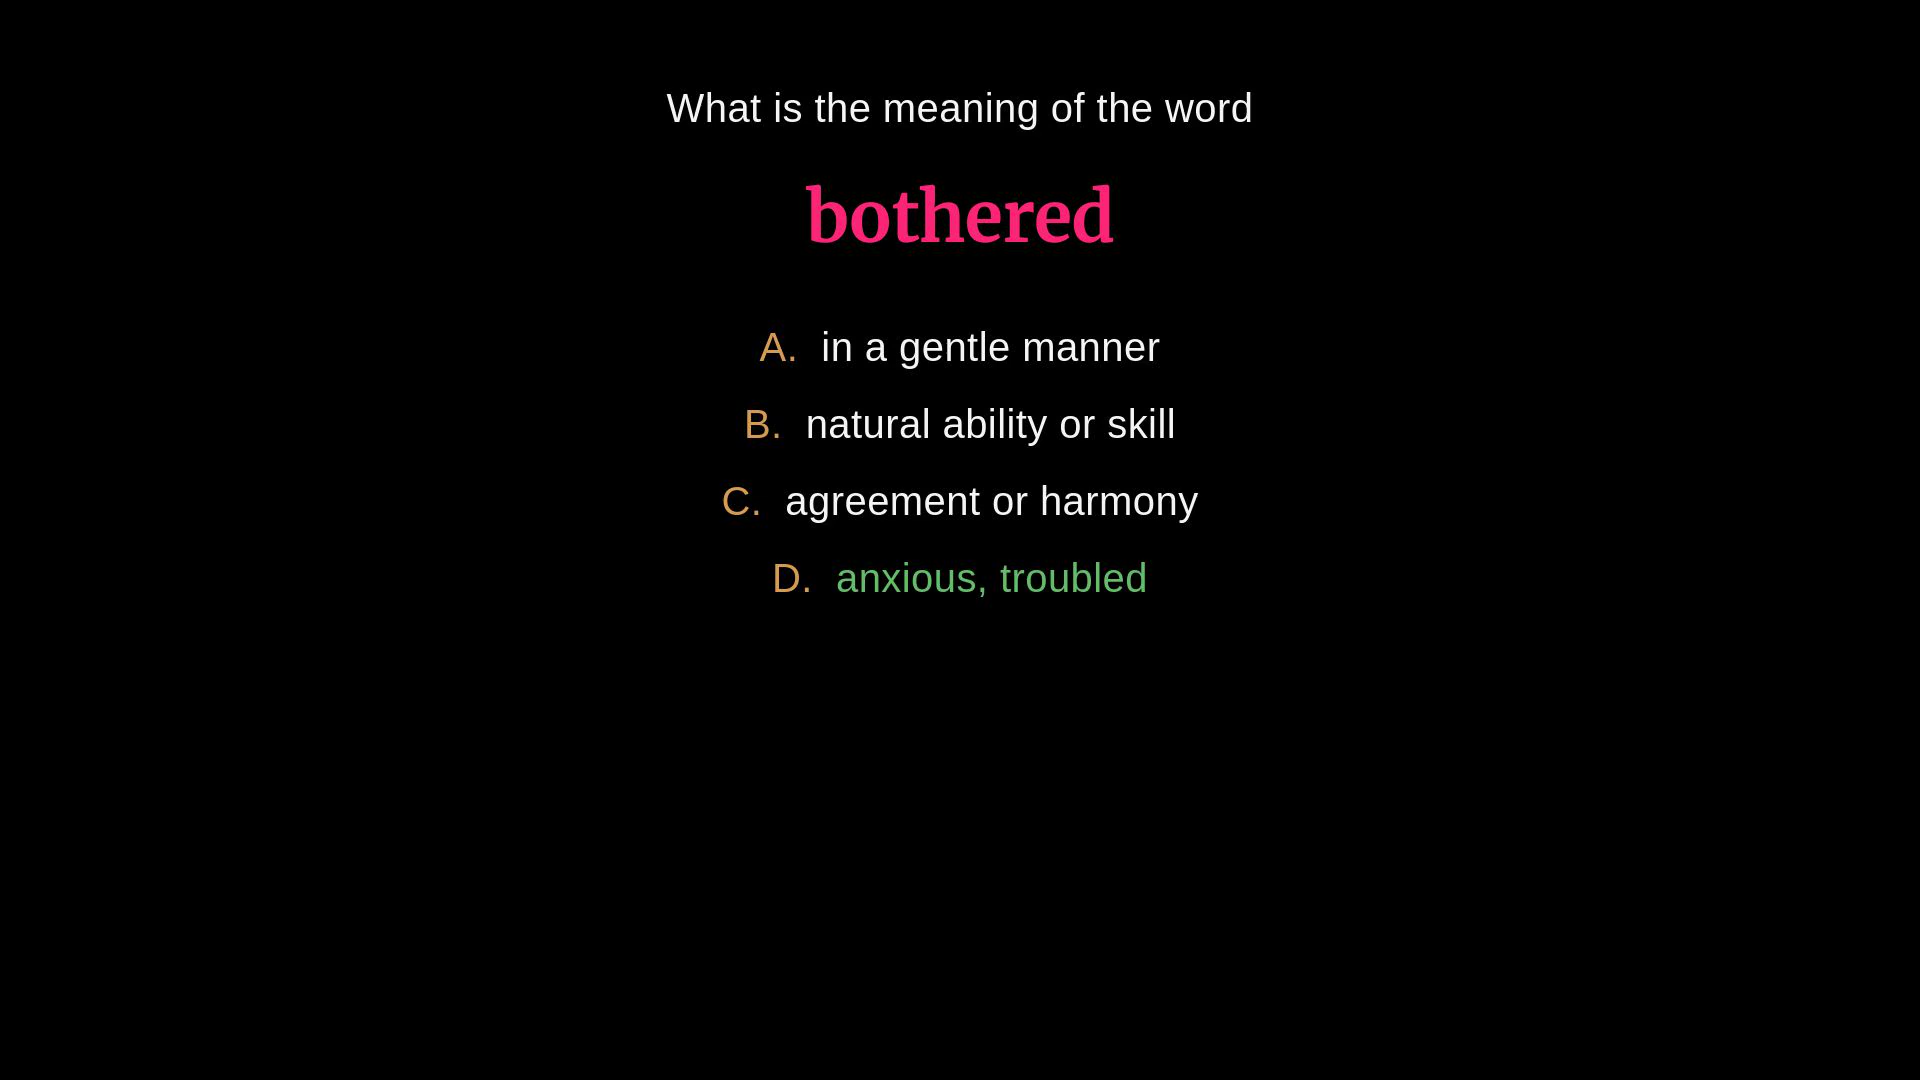 What is the meaning of the word
bothered
A. in a gentle manner
B. natural ability or skill
C. agreement or harmony
D. anxious, troubled